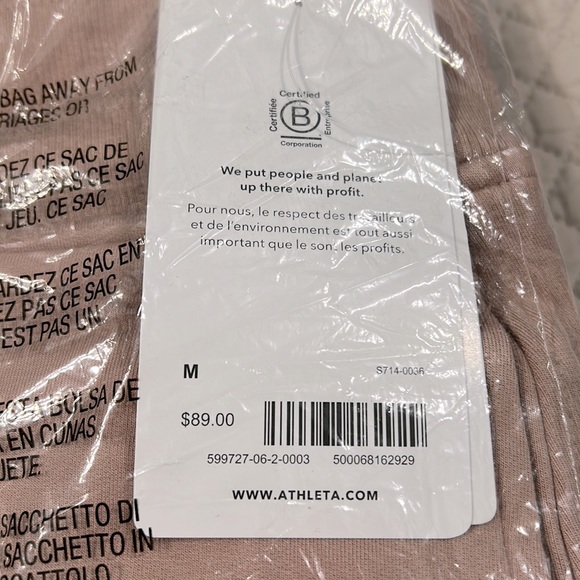 BAG AWAY FROM
RIAGES OR
DEZ CE SAC DE
PAS CE SAC
JEU. CE SAC
ARDEZ CE SAC EN
EZ PAS CE SAC
EST PAS UN
ESTA BOLSA DE
EN CUNAS
UETE.
SACCHETTO DI
SACCHETTO IN
Certified
Certifiée
B
Entreprise
Corporation
We put people and planet
up there with profit.
Pour nous, le respect des travailleurs
et de l'environnement est tout aussi
important que le sont les profits.
M
S714-0036
$89.00
599727-06-2-0003 500068162929
WWW.ATHLETA.COM